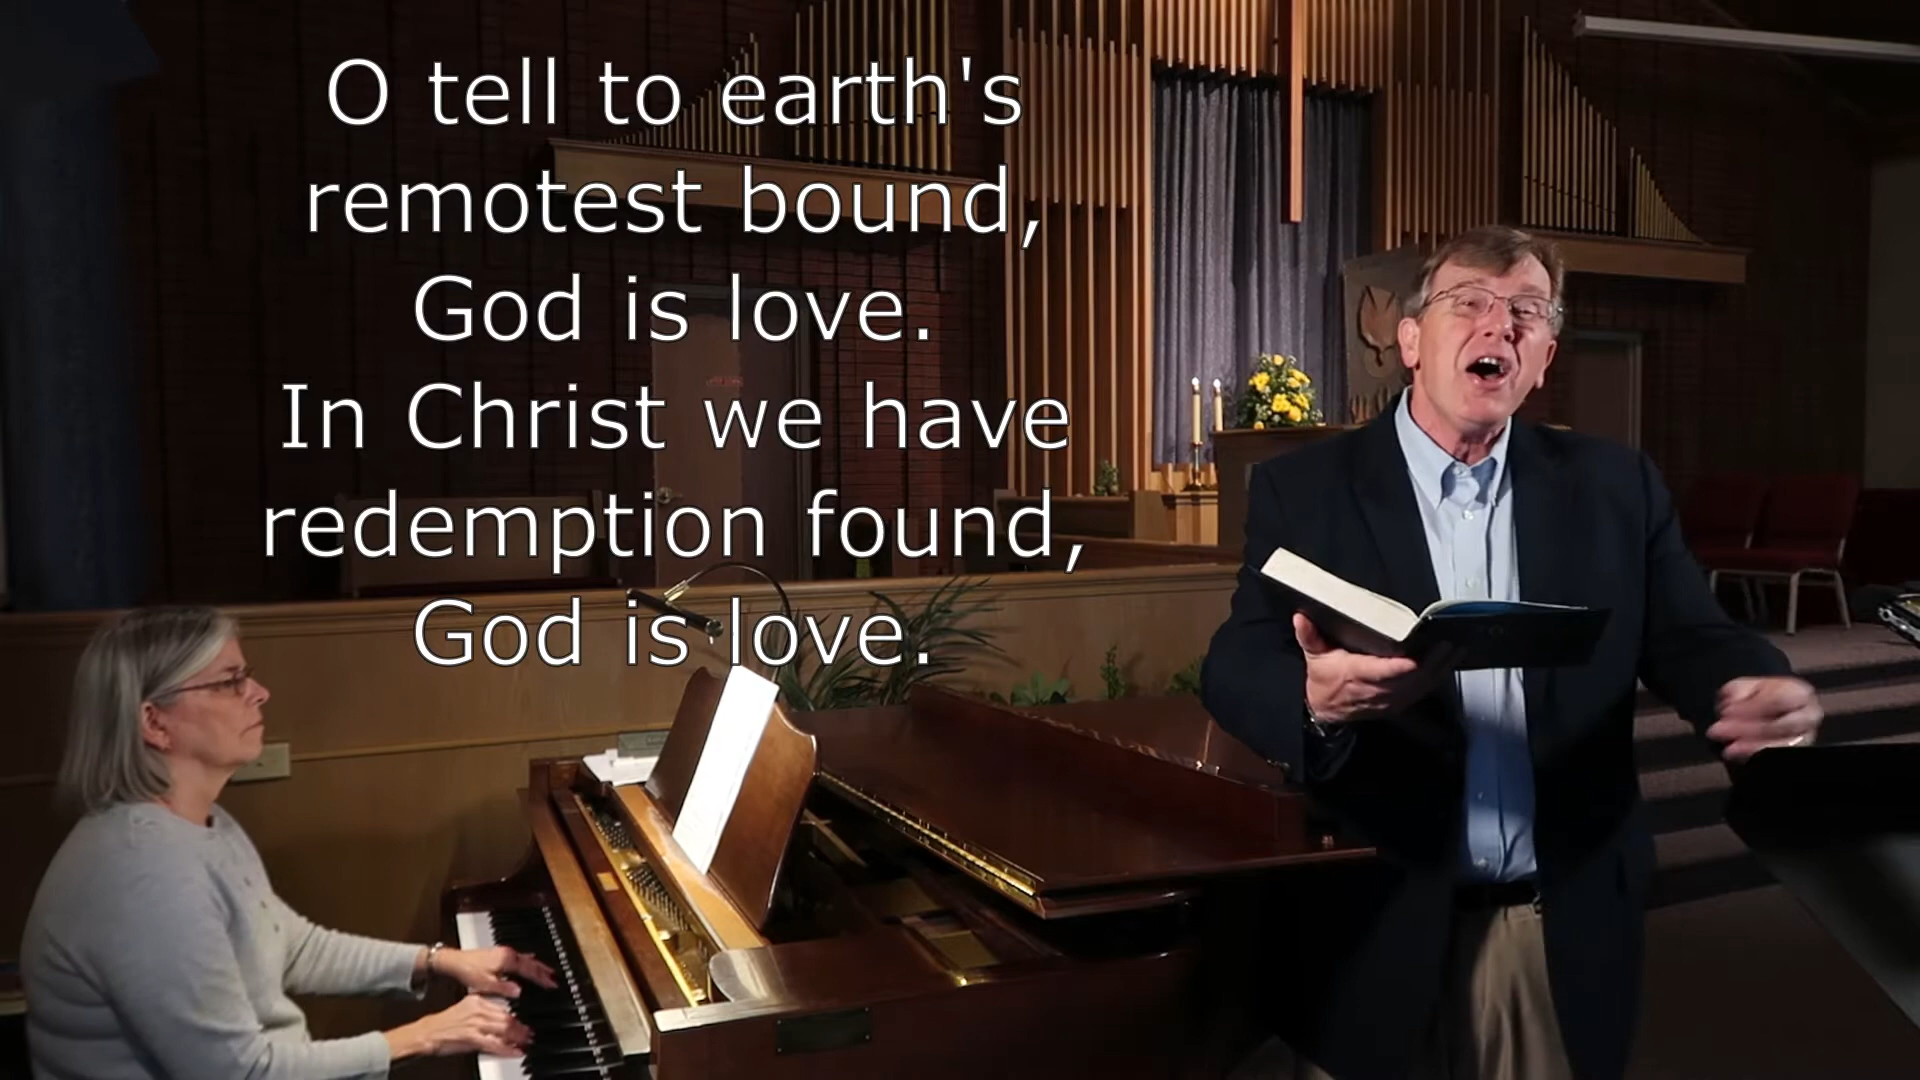 O tell to earth's
remotest bound,
God is love.
In Christ we have
redemption found,
God is love.